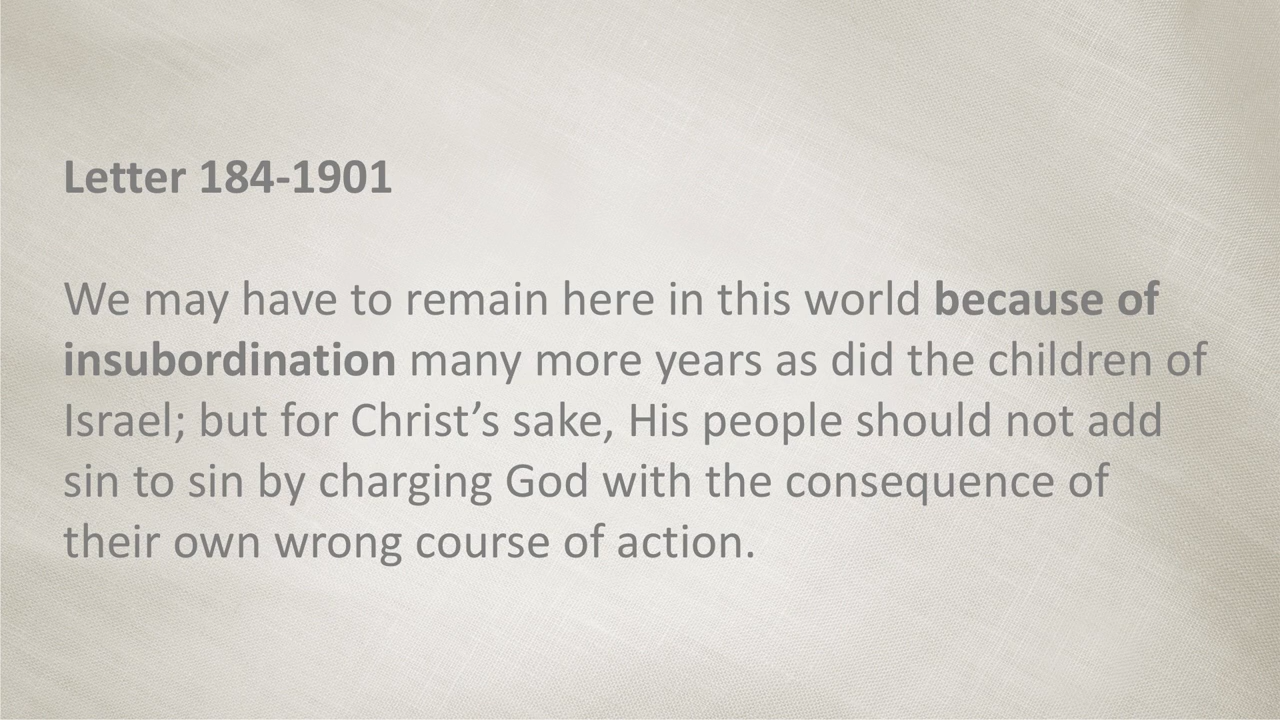 Letter 184-1901
We may have to remain here in this world because of
insubordination many more years as did the children of
Israel; but for Christ’s sake, His people should not add
sin to sin by charging God with the consequence of
their own wrong course of action.